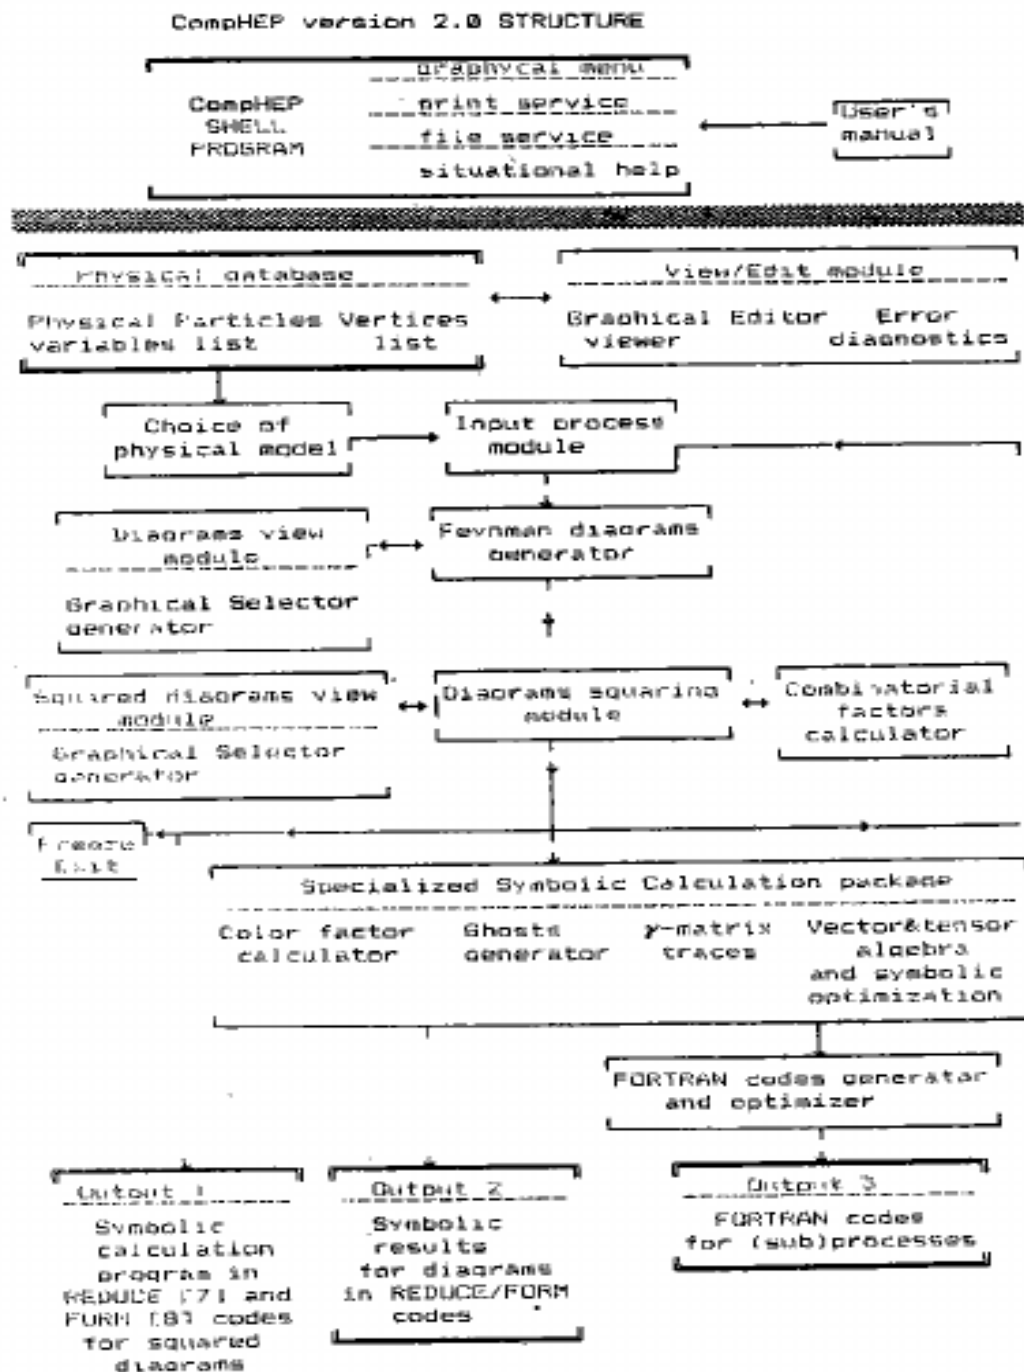 CompHEP version 2.0 STRUCTURE
graphycal menu
CompHEP
SHELL
PROGRAM
print service
file service
situational help
User's
manual
Physical database
Physical Particles Vertices
variables list list
View/Edit module
Graphical Editor Error
viewer diagnostics
Choice of
physical model
Input process
module
Diagrams view
module
Graphical Selector
generator
Feynman diagrams
generator
Squared diagrams view
module
Graphical Selector
generator
Diagrams squaring
module
Combinatorial
factors
calculator
Freeze
Exit
Specialized Symbolic Calculation package
Color factor
calculator
Ghosts
generator
γ-matrix
traces
Vector&tensor
algebra
and symbolic
optimization
FORTRAN codes generator
and optimizer
Output 1
Symbolic
calculation
program in
REDUCE [7] and
FORM [8] codes
for squared
diagrams
Output 2
Symbolic
results
for diagrams
in REDUCE/FORM
codes
Output 3
FORTRAN codes
for (sub)processes